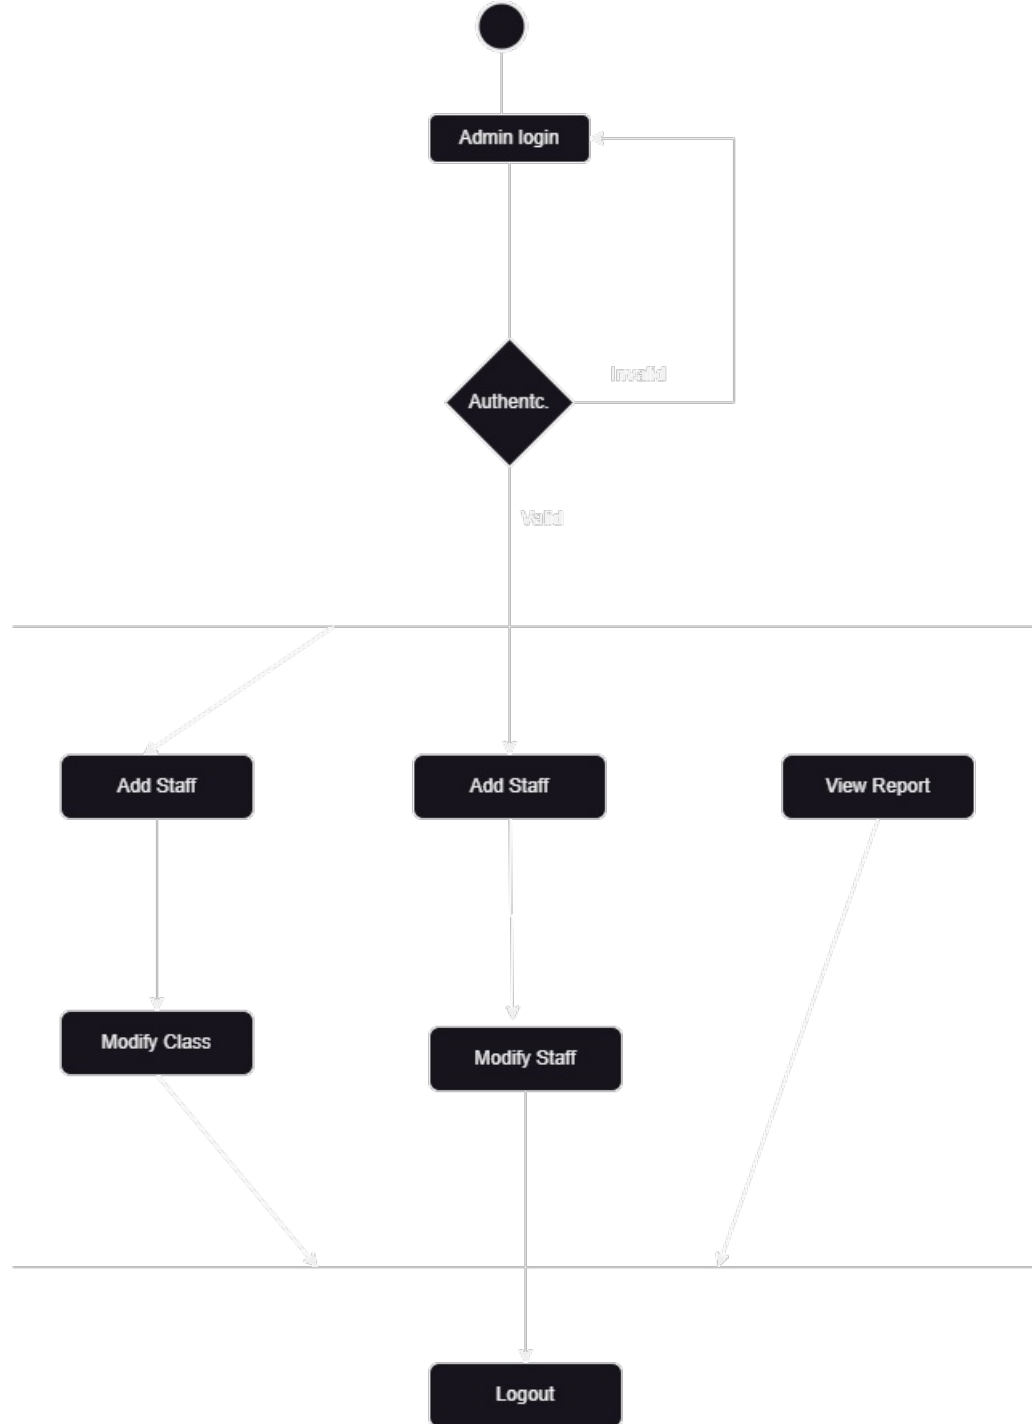 Admin login
Authentc.
Invalid
Valid
Add Staff
Add Staff
View Report
Modify Class
Modify Staff
Logout